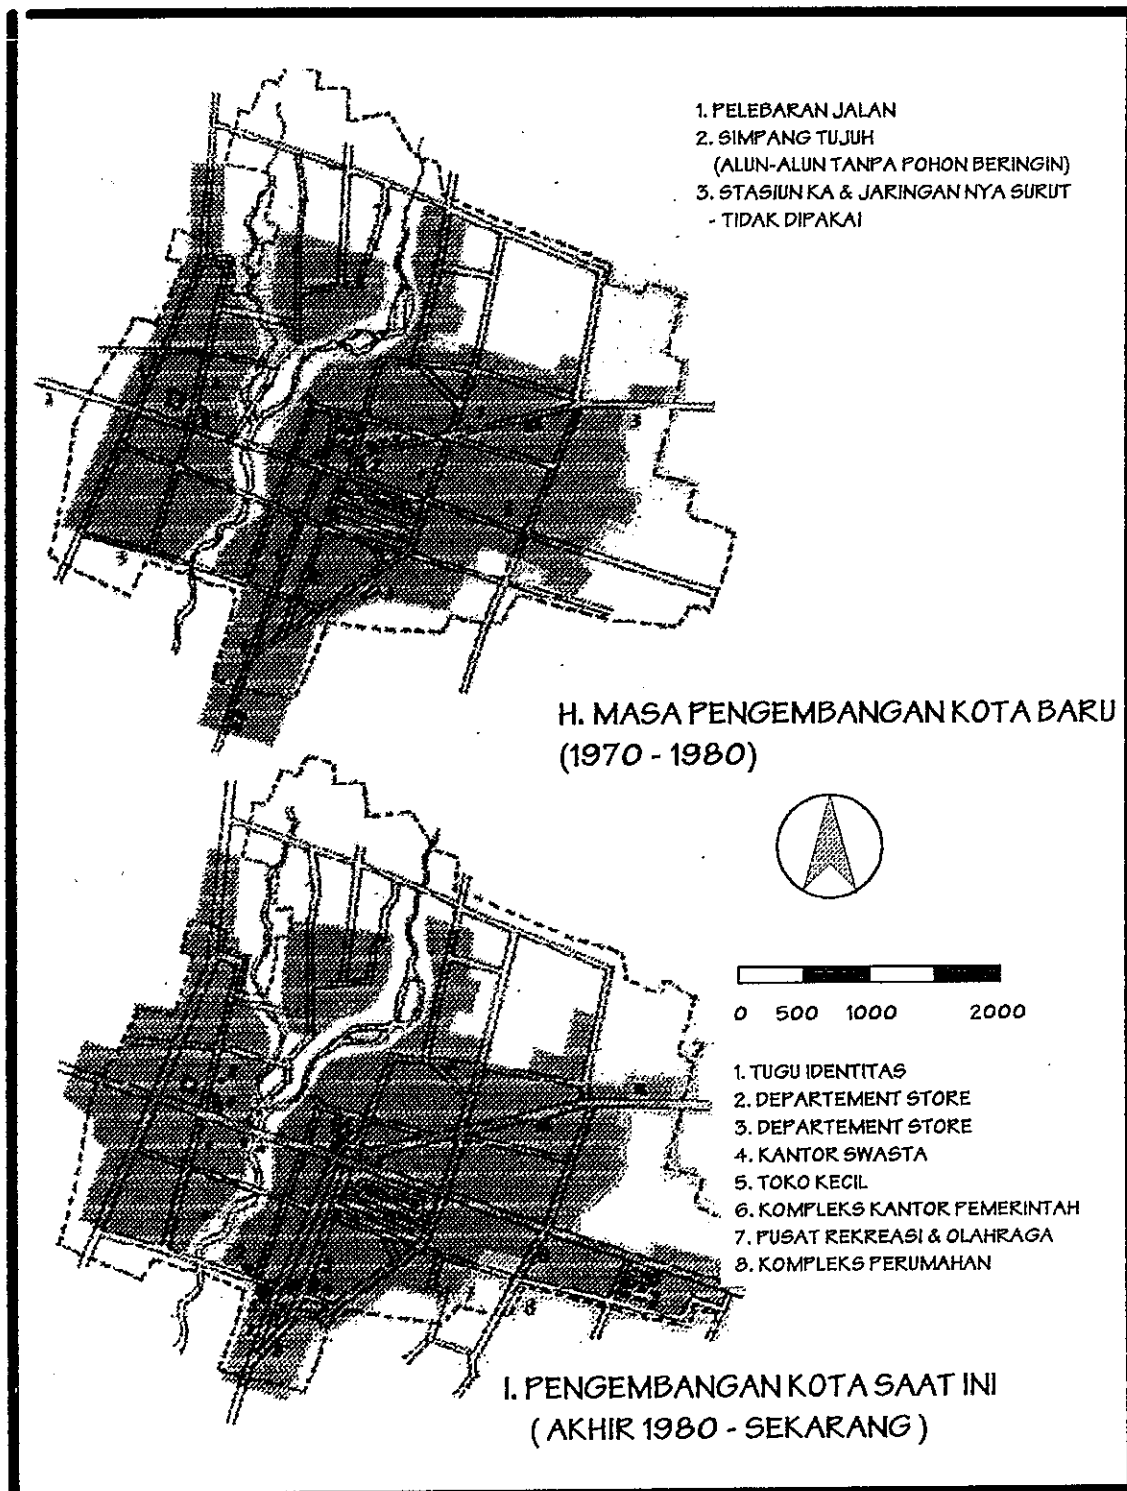 1. PELEBARAN JALAN
2. SIMPANG TUJUH
(ALUN-ALUN TANPA POHON BERINGIN)
3. STASIUN KA & JARINGAN NYA SURUT
- TIDAK DIPAKAI
H. MASA PENGEMBANGAN KOTA BARU
(1970 - 1980)
0 500 1000 2000
1. TUGU IDENTITAS
2. DEPARTEMENT STORE
3. DEPARTEMENT STORE
4. KANTOR SWASTA
5. TOKO KECIL
6. KOMPLEKS KANTOR PEMERINTAH
7. PUSAT REKREASI & OLAHRAGA
8. KOMPLEKS PERUMAHAN
I. PENGEMBANGAN KOTA SAAT INI
( AKHIR 1980 - SEKARANG )